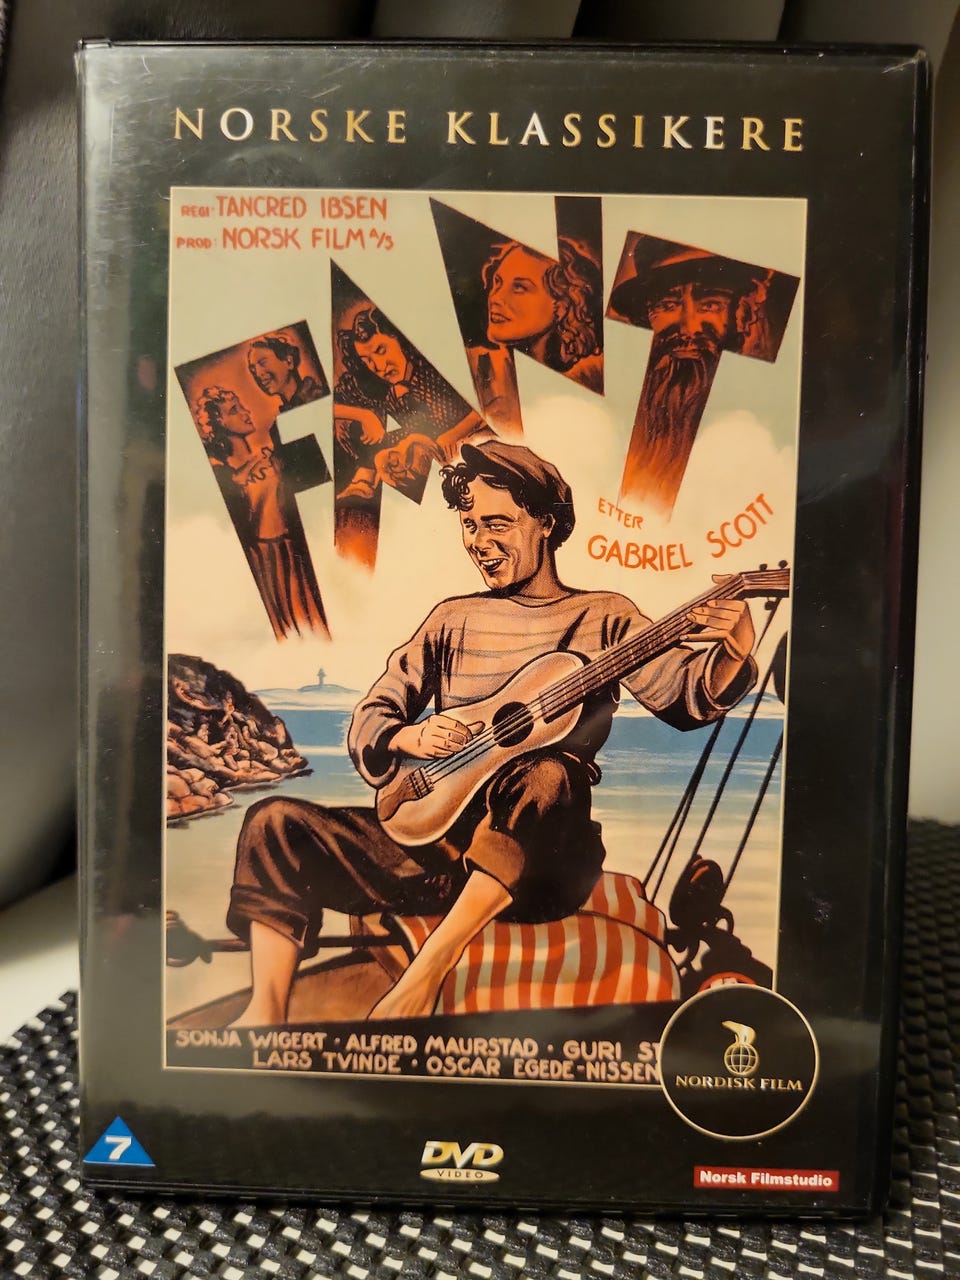 NORSKE KLASSIKERE
REGI: TANCRED IBSEN
PROD: NORSK FILM A/S
FANT
ETTER
GABRIEL SCOTT
SONJA WIGERT · ALFRED MAURSTAD · GURI
LARS TVINDE · OSCAR EGEDE-NISSEN
NORDISK FILM
7
DVD
VIDEO
Norsk Filmstudio